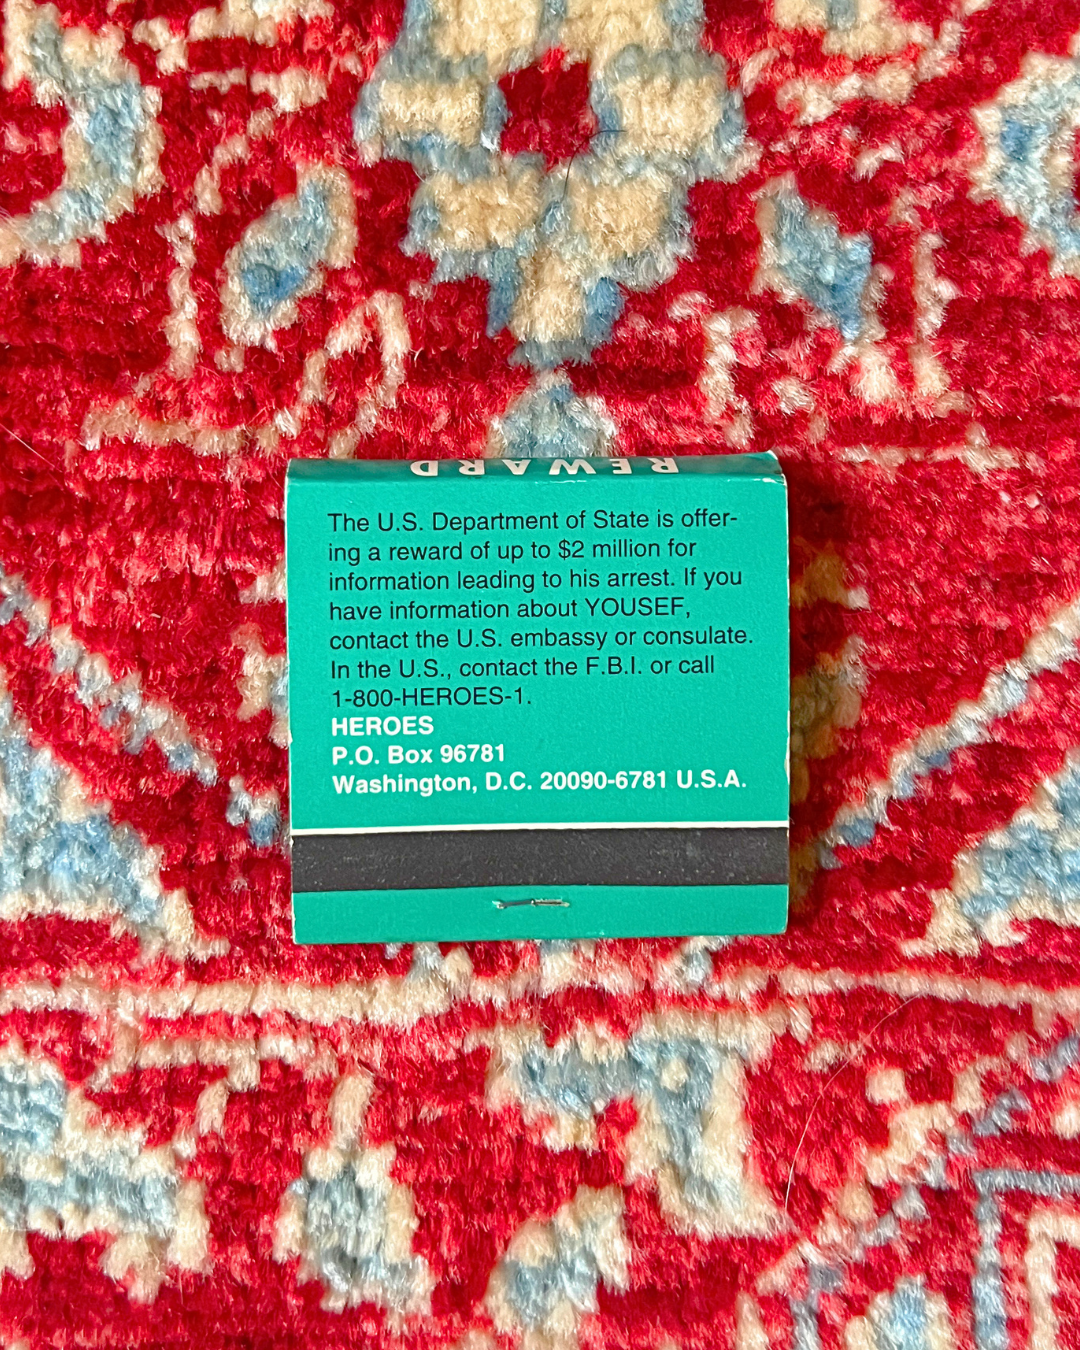 REWARD
The U.S. Department of State is offer-
ing a reward of up to $2 million for
information leading to his arrest. If you
have information about YOUSEF,
contact the U.S. embassy or consulate.
In the U.S., contact the F.B.I. or call
1-800-HEROES-1.
HEROES
P.O. Box 96781
Washington, D.C. 20090-6781 U.S.A.